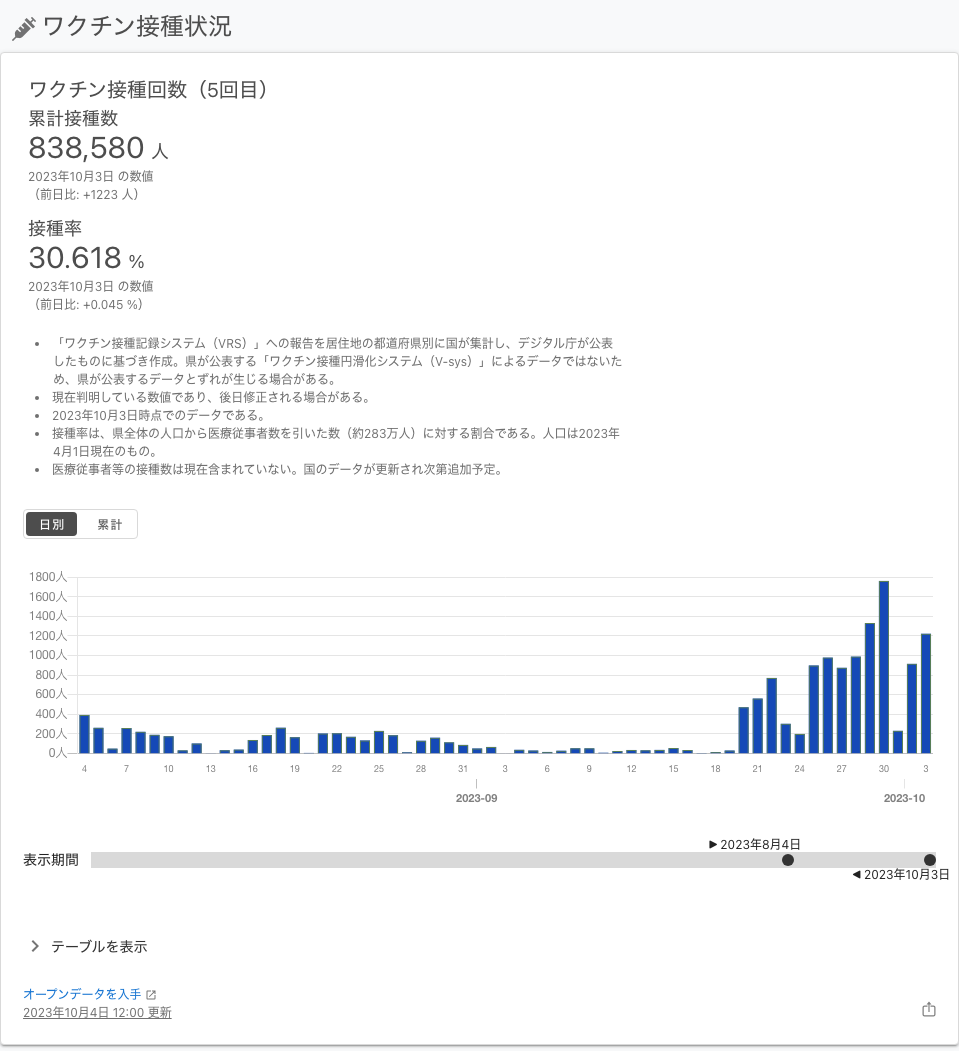 ワクチン接種状況
ワクチン接種回数（5回目）
累計接種数
838,580 人
2023年10月3日 の数値
（前日比: +1223 人）
接種率
30.618 %
2023年10月3日 の数値
（前日比: +0.045 %）
• 「ワクチン接種記録システム（VRS）」への報告を居住地の都道府県別に国が集計し、デジタル庁が公表
したものに基づき作成。県が公表する「ワクチン接種円滑化システム（V-sys）」によるデータではないた
め、県が公表するデータとずれが生じる場合がある。
• 現在判明している数値であり、後日修正される場合がある。
• 2023年10月3日時点でのデータである。
• 接種率は、県全体の人口から医療従事者数を引いた数（約283万人）に対する割合である。人口は2023年
4月1日現在のもの。
• 医療従事者等の接種数は現在含まれていない。国のデータが更新され次第追加予定。
日別 累計
1800人
1600人
1400人
1200人
1000人
800人
600人
400人
200人
0人
4 7 10 13 16 19 22 25 28 31 3 6 9 12 15 18 21 24 27 30 3
2023-09 2023-10
▶ 2023年8月4日
表示期間
◀ 2023年10月3日
テーブルを表示
オープンデータを入手
2023年10月4日 12:00 更新